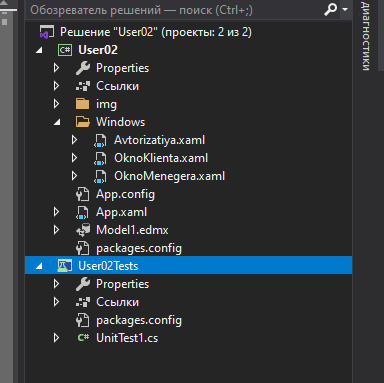 Обозреватель решений — поиск (Ctrl+;)
Решение "User02" (проекты: 2 из 2)
User02
Properties
Ссылки
img
Windows
Avtorizatiya.xaml
OknoKlienta.xaml
OknoMenegera.xaml
App.config
App.xaml
Model1.edmx
packages.config
User02Tests
Properties
Ссылки
packages.config
UnitTest1.cs
диагностики